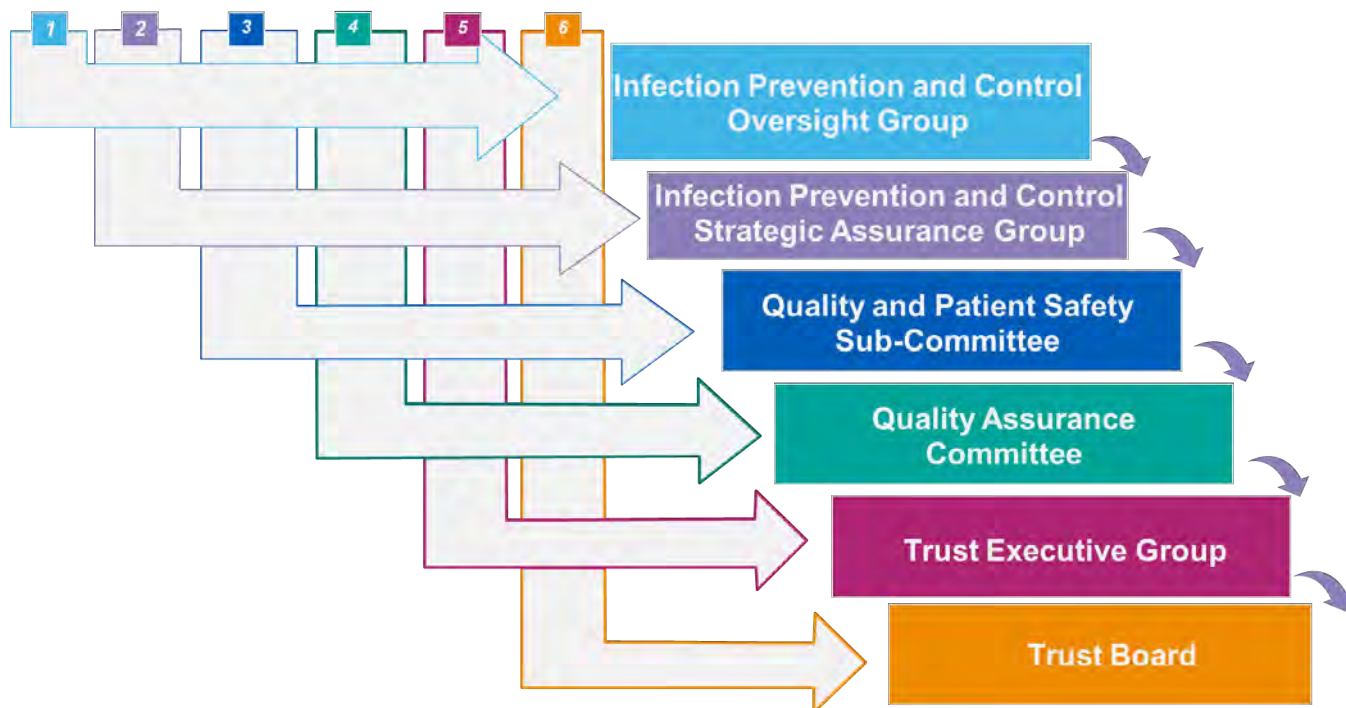 1
2
3
4
5
6
Infection Prevention and Control
Oversight Group
Infection Prevention and Control
Strategic Assurance Group
Quality and Patient Safety
Sub-Committee
Quality Assurance
Committee
Trust Executive Group
Trust Board